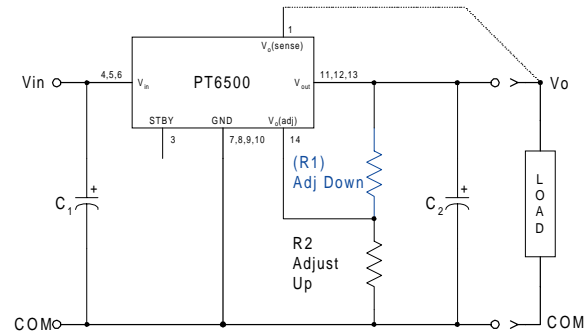 1
Vo(sense)
4,5,6
11,12,13
Vin
Vin
PT6500
Vout
Vo
STBY
GND
Vo(adj)
3
7,8,9,10
14
(R1)
Adj Down
C1
+
C2
+
LOAD
R2
Adjust
Up
COM
COM